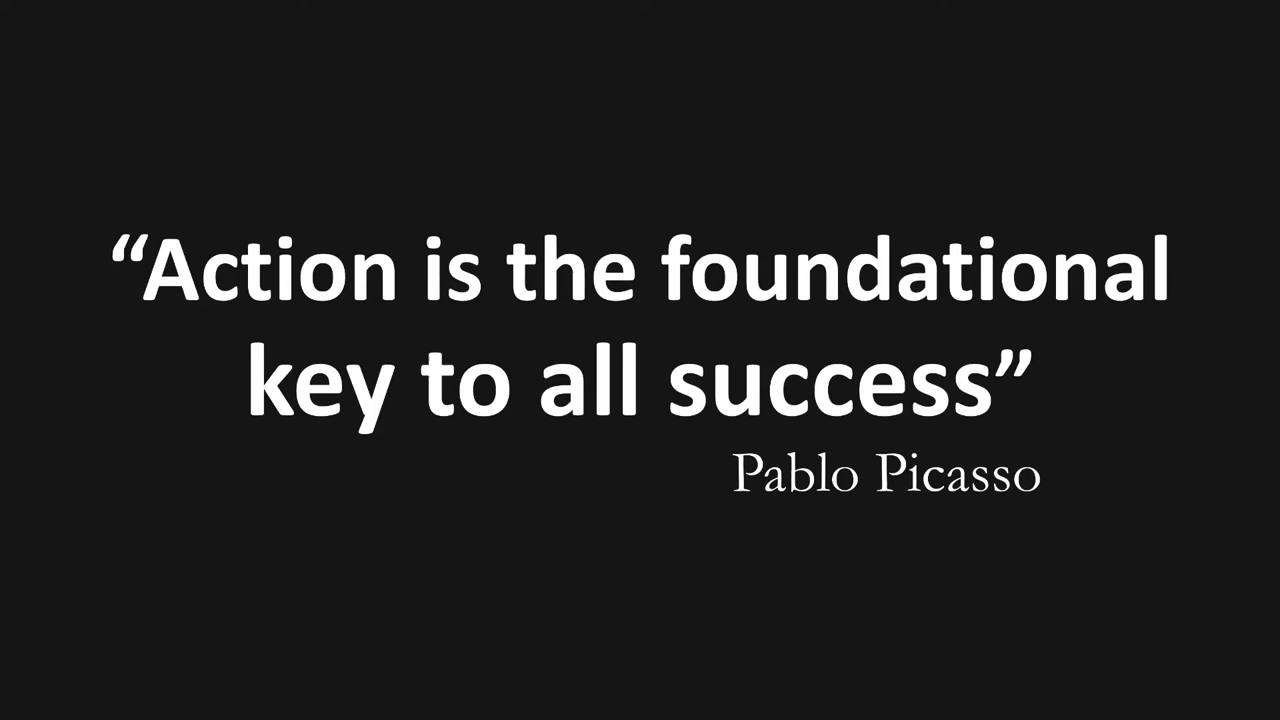 “Action is the foundational
key to all success”
Pablo Picasso